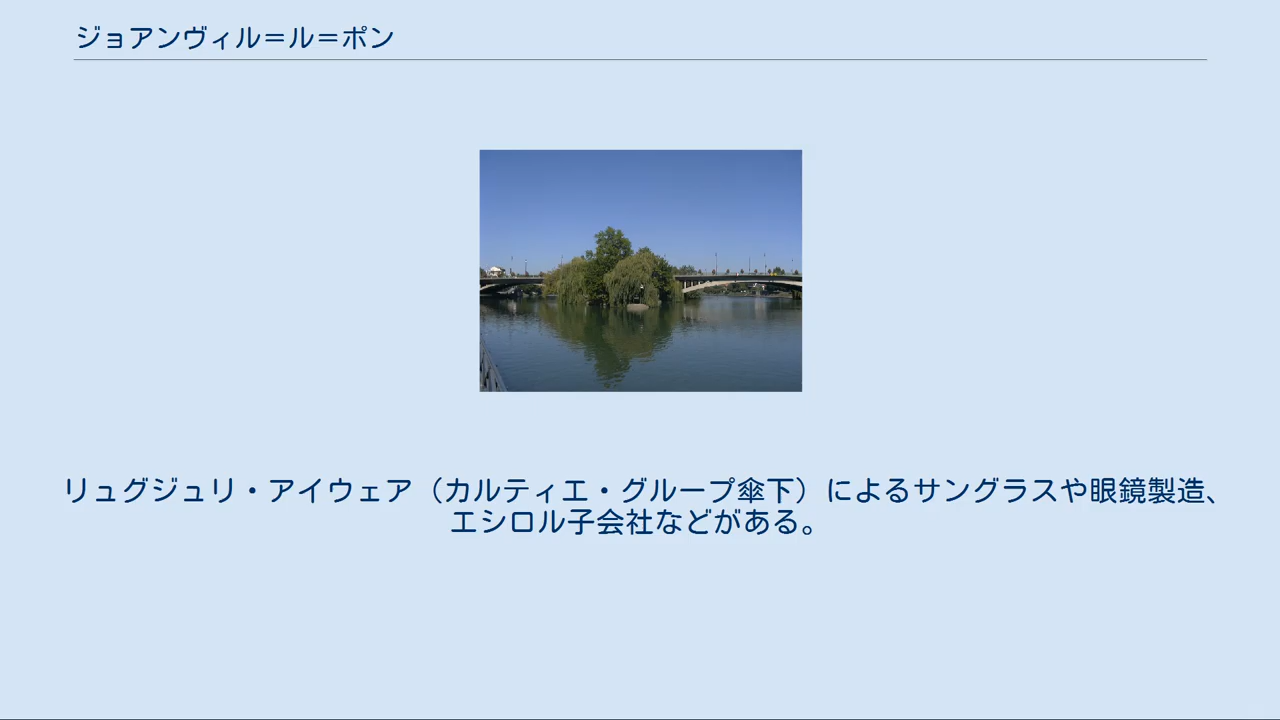 ジョアンヴィル＝ル＝ポン
リュグジュリ・アイウェア（カルティエ・グループ傘下）によるサングラスや眼鏡製造、
エシロル子会社などがある。